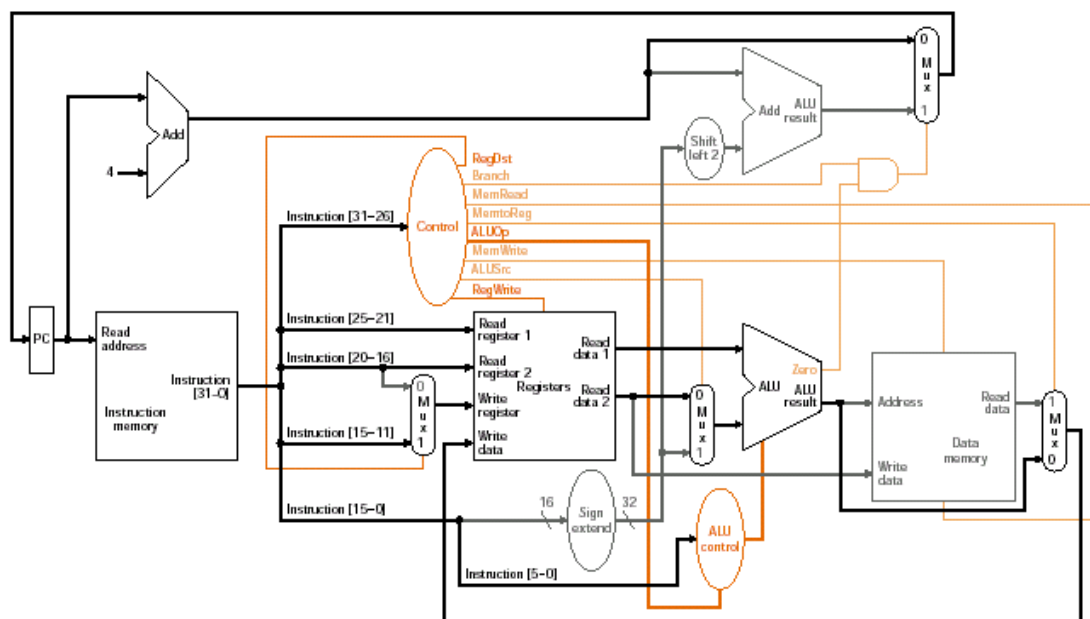 0
M
u
x
1
Add
ALU
result
Add
4
Shift
left 2
RegDst
Branch
MemRead
MemtoReg
ALUOp
MemWrite
ALUSrc
RegWrite
Control
Instruction [31–26]
PC
Read
address
Instruction
[31–0]
Instruction
memory
Instruction [25–21]
Instruction [20–16]
Instruction [15–11]
0
M
u
x
1
Read
register 1
Read
register 2
Write
register
Write
data
Registers
Read
data 1
Read
data 2
0
M
u
x
1
Zero
ALU
ALU
result
Address
Write
data
Read
data
Data
memory
1
M
u
x
0
Instruction [15–0]
16
Sign
extend
32
ALU
control
Instruction [5–0]